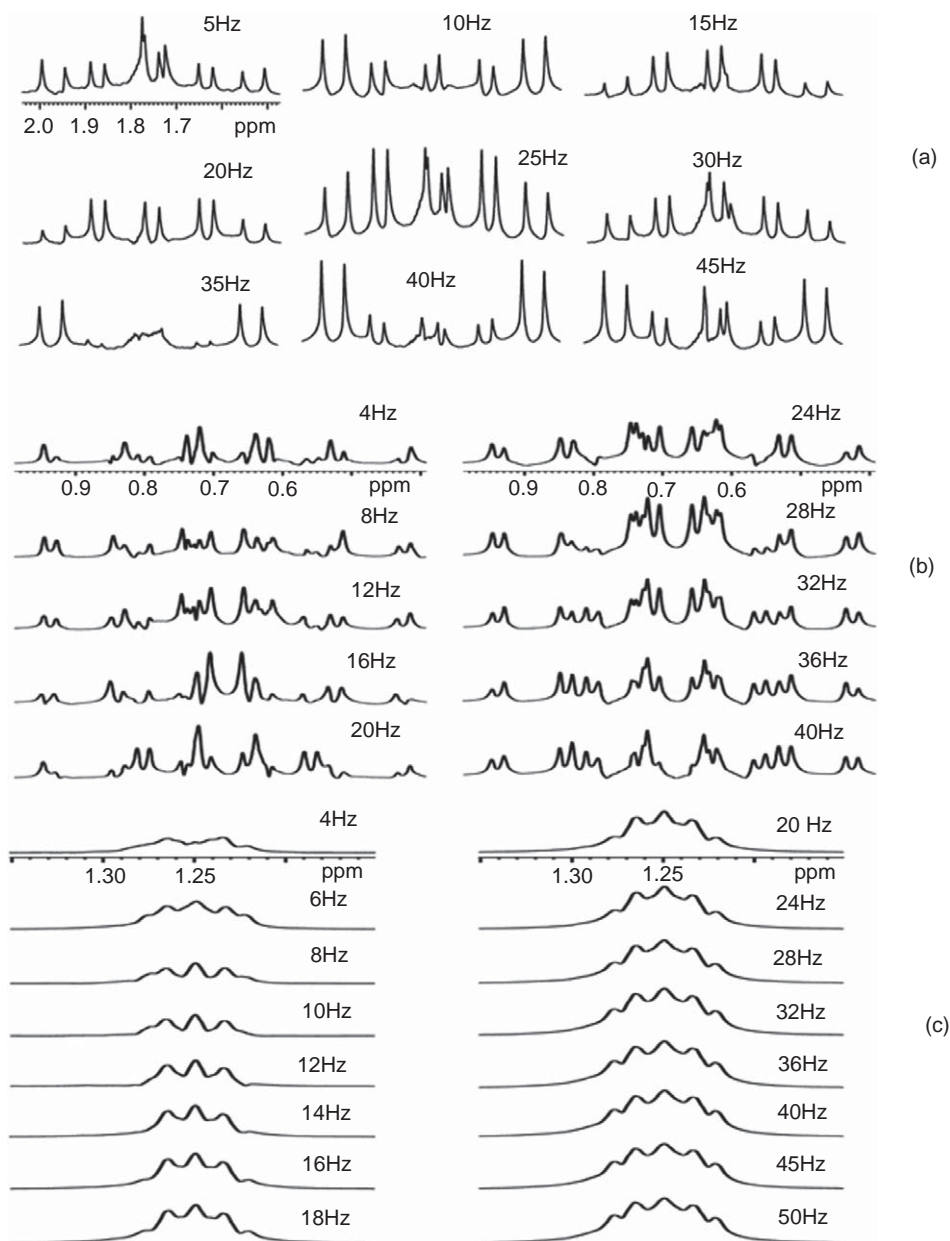 5Hz 10Hz 15Hz
2.0 1.9 1.8 1.7 ppm
(a)
20Hz 25Hz 30Hz
35Hz 40Hz 45Hz
4Hz 24Hz
0.9 0.8 0.7 0.6 ppm 0.9 0.8 0.7 0.6 ppm
8Hz 28Hz
(b)
12Hz 32Hz
16Hz 36Hz
20Hz 40Hz
4Hz 20 Hz
1.30 1.25 ppm 1.30 1.25 ppm
6Hz 24Hz
8Hz 28Hz
10Hz 32Hz
(c)
12Hz 36Hz
14Hz 40Hz
16Hz 45Hz
18Hz 50Hz